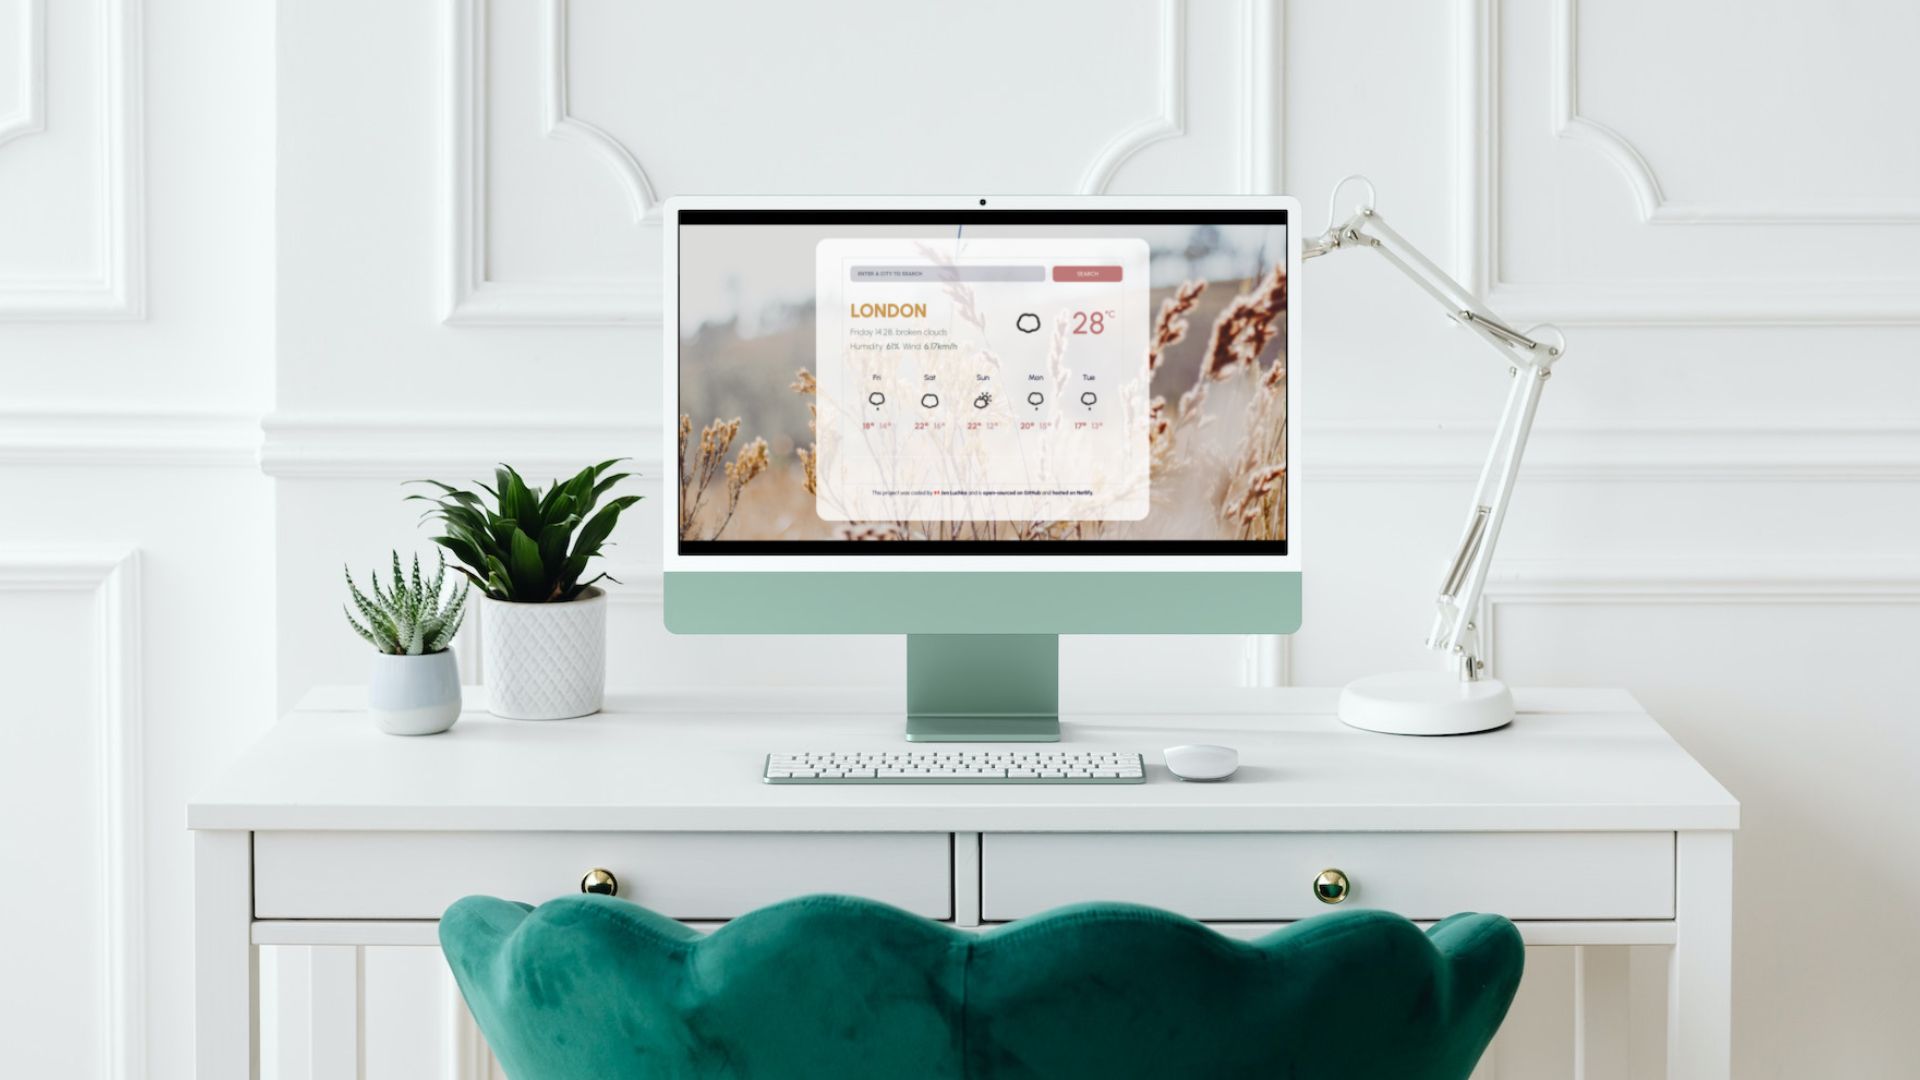 ENTER A CITY TO SEARCH
SEARCH
LONDON
28°C
Friday 14:28, broken clouds
Humidity: 61%, Wind: 6.17km/h
Fri Sat Sun Mon Tue
18° 14° 22° 16° 22° 12° 20° 15° 17° 13°
This project was coded by Jen Luchka and is open-sourced on GitHub and hosted on Netlify.